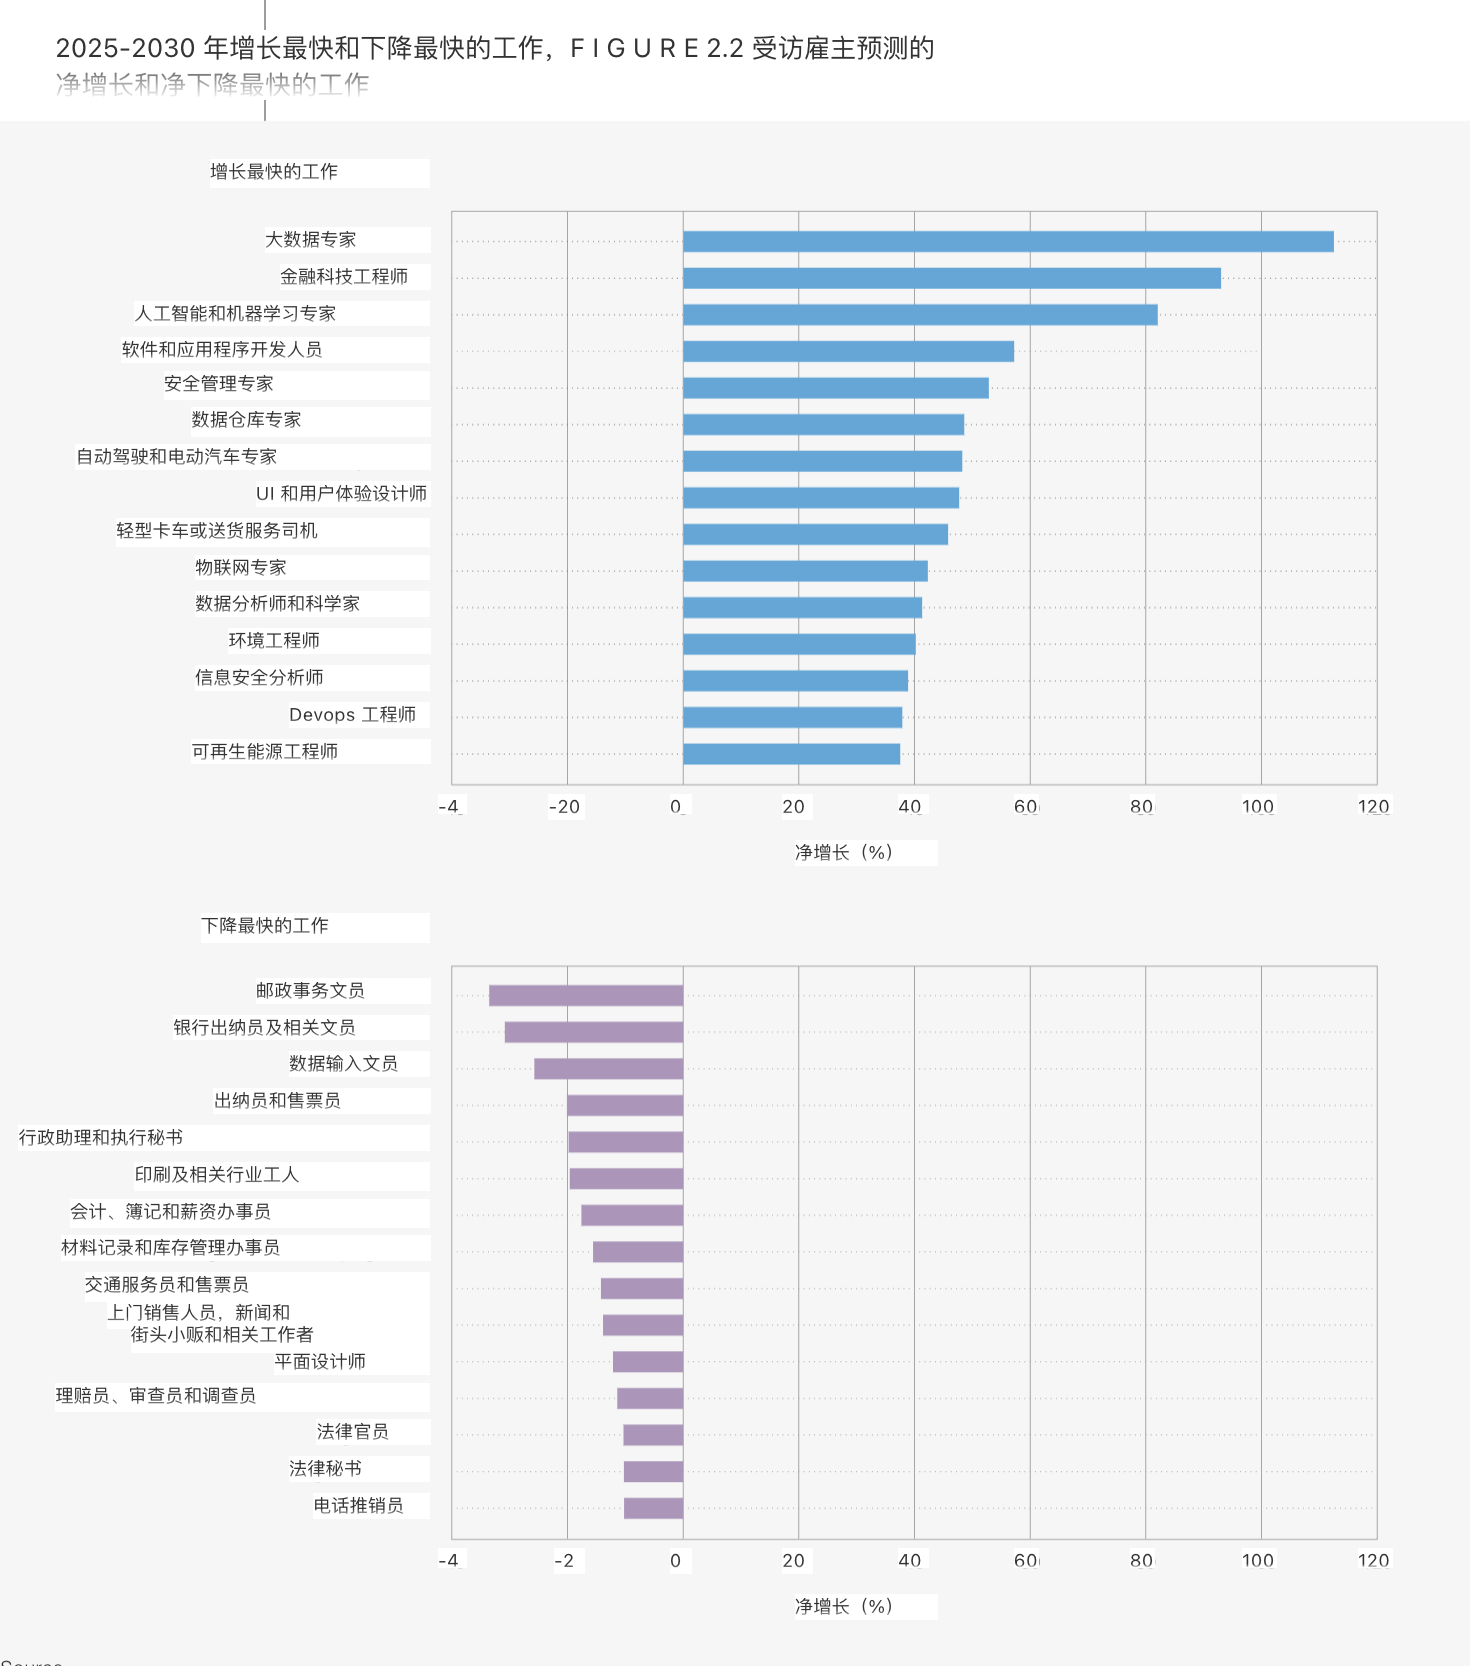 2025-2030 年增长最快和下降最快的工作，F I G U R E 2.2 受访雇主预测的
净增长和净下降最快的工作
增长最快的工作
大数据专家
金融科技工程师
人工智能和机器学习专家
软件和应用程序开发人员
安全管理专家
数据仓库专家
自动驾驶和电动汽车专家
UI 和用户体验设计师
轻型卡车或送货服务司机
物联网专家
数据分析师和科学家
环境工程师
信息安全分析师
Devops 工程师
可再生能源工程师
-4 -20 0 20 40 60 80 100 120
净增长（%）
下降最快的工作
邮政事务文员
银行出纳员及相关文员
数据输入文员
出纳员和售票员
行政助理和执行秘书
印刷及相关行业工人
会计、簿记和薪资办事员
材料记录和库存管理办事员
交通服务员和售票员
上门销售人员，新闻和
街头小贩和相关工作者
平面设计师
理赔员、审查员和调查员
法律官员
法律秘书
电话推销员
-4 -2 0 20 40 60 80 100 120
净增长（%）